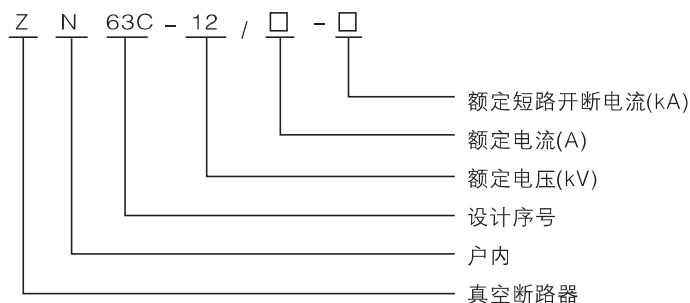 Z N 63C - 12 / □ - □
额定短路开断电流(kA)
额定电流(A)
额定电压(kV)
设计序号
户内
真空断路器